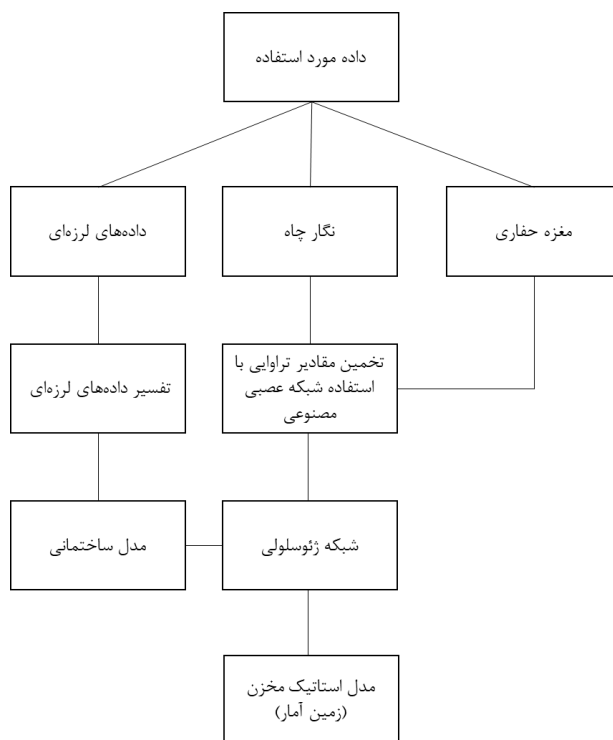 داده مورد استفاده
مغزه حفاری
نگار چاه
داده‌های لرزه‌ای
تخمین مقادیر تراوایی با
استفاده شبکه عصبی
مصنوعی
تفسیر داده‌های لرزه‌ای
شبکه ژئوسلولی
مدل ساختمانی
مدل استاتیک مخزن
(زمین آمار)